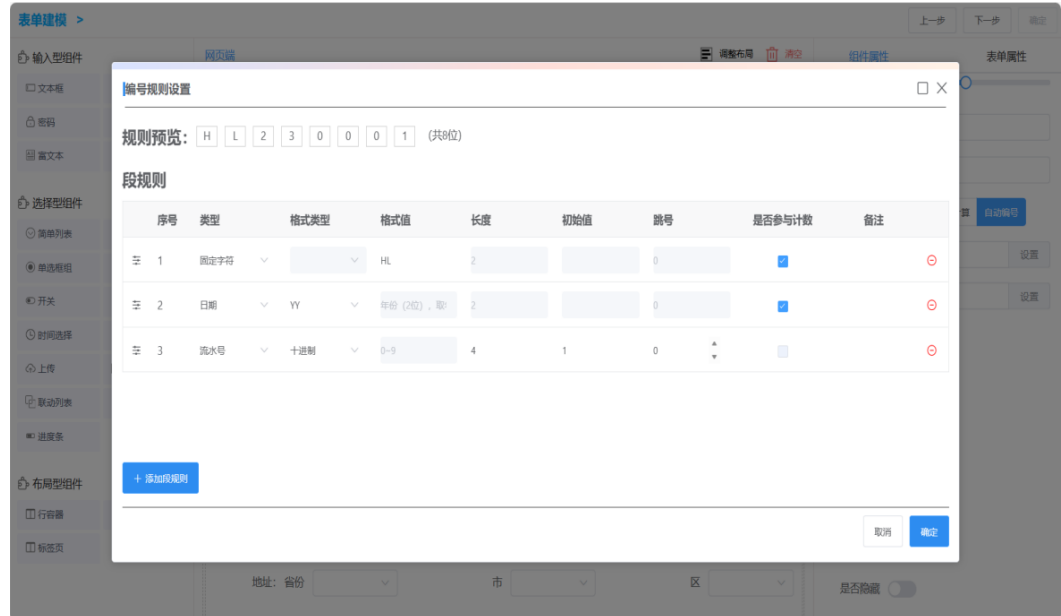 表单建模 >
上一步 下一步 确定
输入型组件 网页端 调整布局 清空 组件属性 表单属性
文本框
密码
富文本
选择型组件
简单列表
单选框组
开关
时间选择
上传
联动列表
进度条
布局型组件
行容器
标签页
编号规则设置
规则预览: H L 2 3 0 0 0 1 (共8位)
段规则
序号 类型 格式类型 格式值 长度 初始值 跳号 是否参与计数 备注
1 固定字符 HL 2 0
2 日期 YY 年份 (2位) , 取 2 0
3 流水号 十进制 0~9 4 1 0
+ 添加段规则
取消 确定
算 自动编号
设置
设置
地址: 省份 市 区 是否隐藏